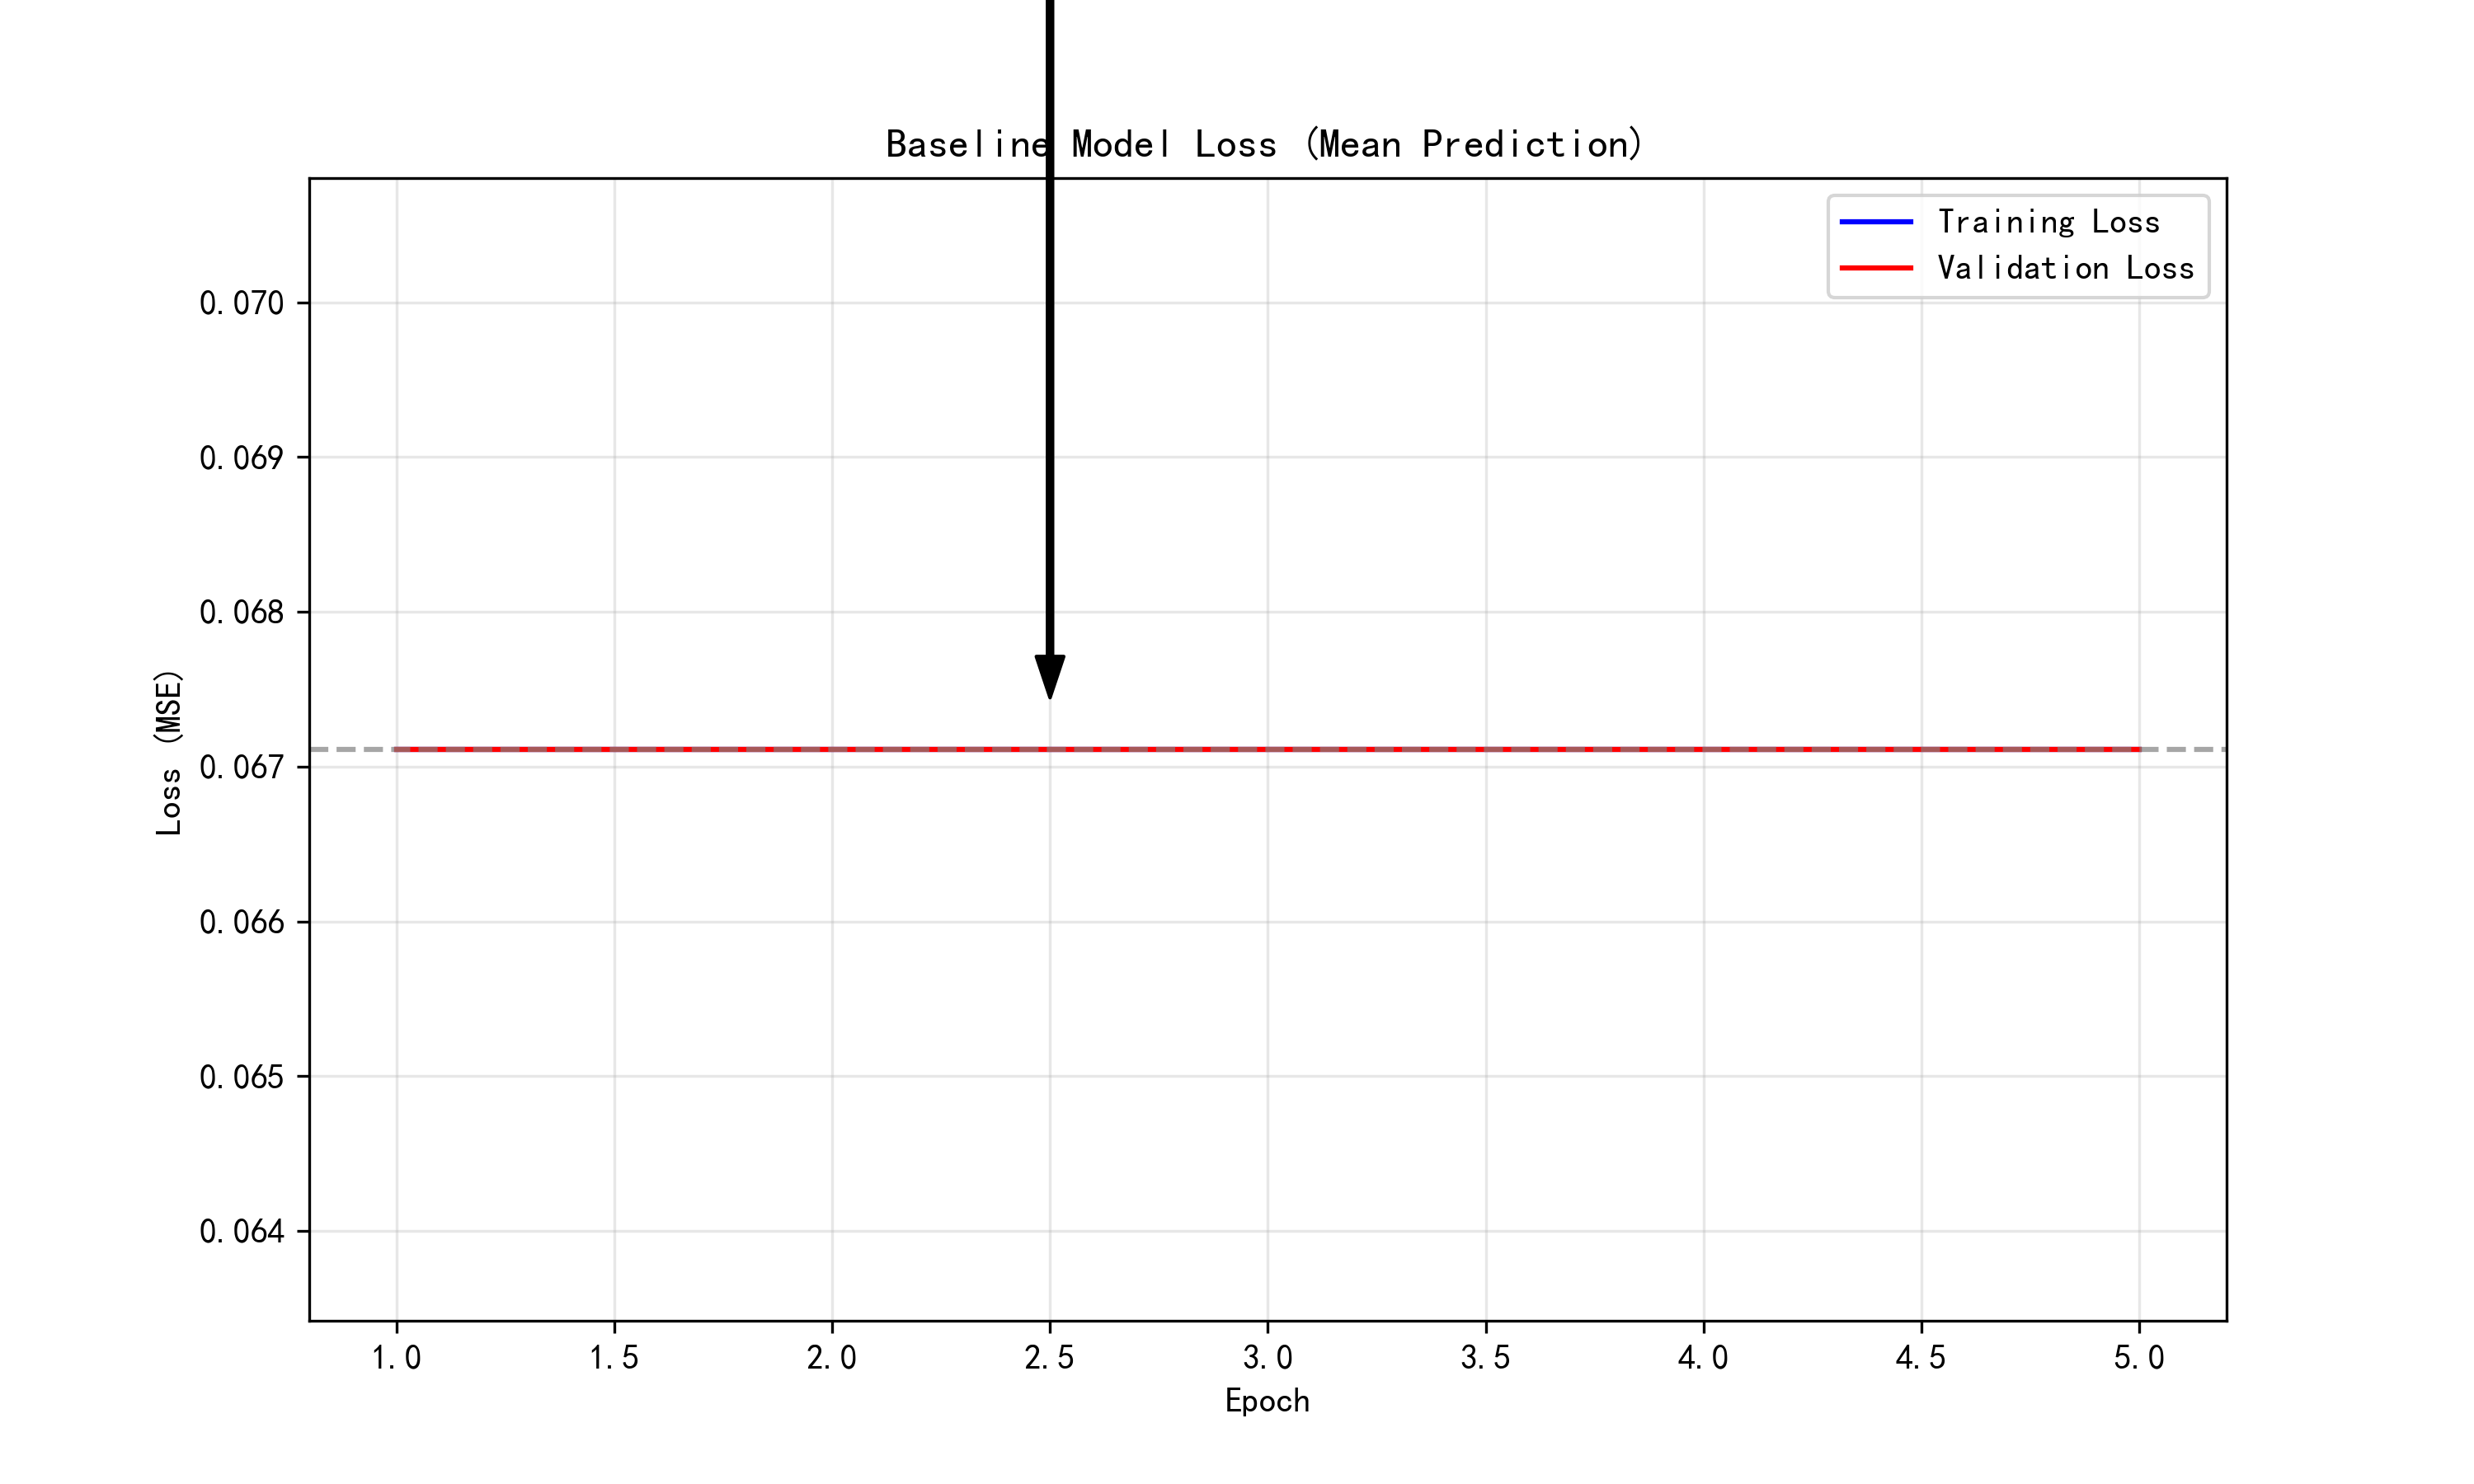 Baseline Model Loss (Mean Prediction)
Training Loss
Validation Loss
0.070
0.069
0.068
0.067
0.066
0.065
0.064
Loss (MSE)
1.0 1.5 2.0 2.5 3.0 3.5 4.0 4.5 5.0
Epoch